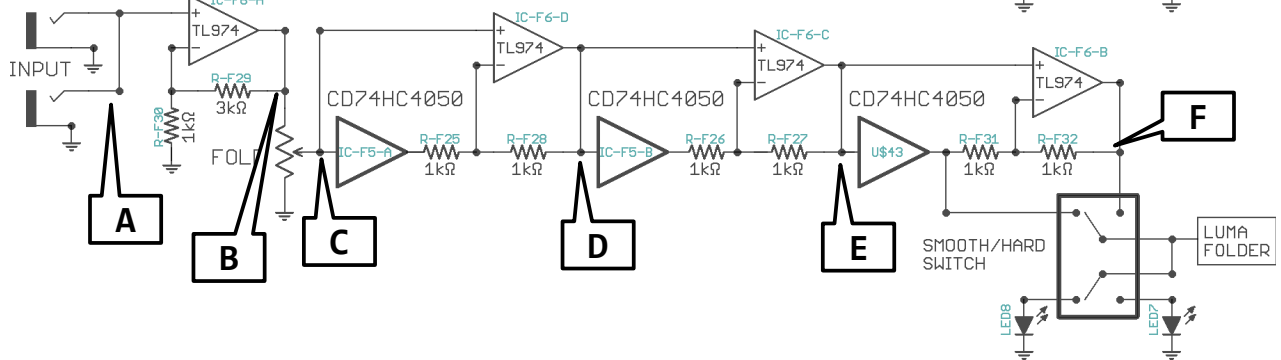 IC-F6-D
TL974
IC-F6-C
TL974
TL974
IC-F6-B
TL974
INPUT
R-F29
3kΩ
R-F30
1kΩ
CD74HC4050
CD74HC4050
CD74HC4050
FOLD
IC-F5-A
R-F25
1kΩ
R-F28
1kΩ
IC-F5-B
R-F26
1kΩ
R-F27
1kΩ
U$43
R-F31
1kΩ
R-F32
1kΩ
A
B
C
D
E
F
SMOOTH/HARD
SWITCH
LUMA
FOLDER
LED8
LED7